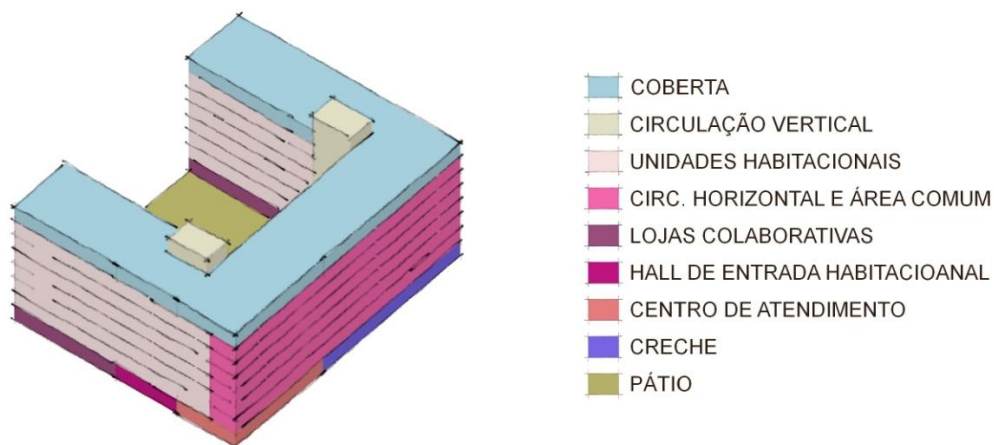 COBERTA
CIRCULAÇÃO VERTICAL
UNIDADES HABITACIONAIS
CIRC. HORIZONTAL E ÁREA COMUM
LOJAS COLABORATIVAS
HALL DE ENTRADA HABITACIOANAL
CENTRO DE ATENDIMENTO
CRECHE
PÁTIO